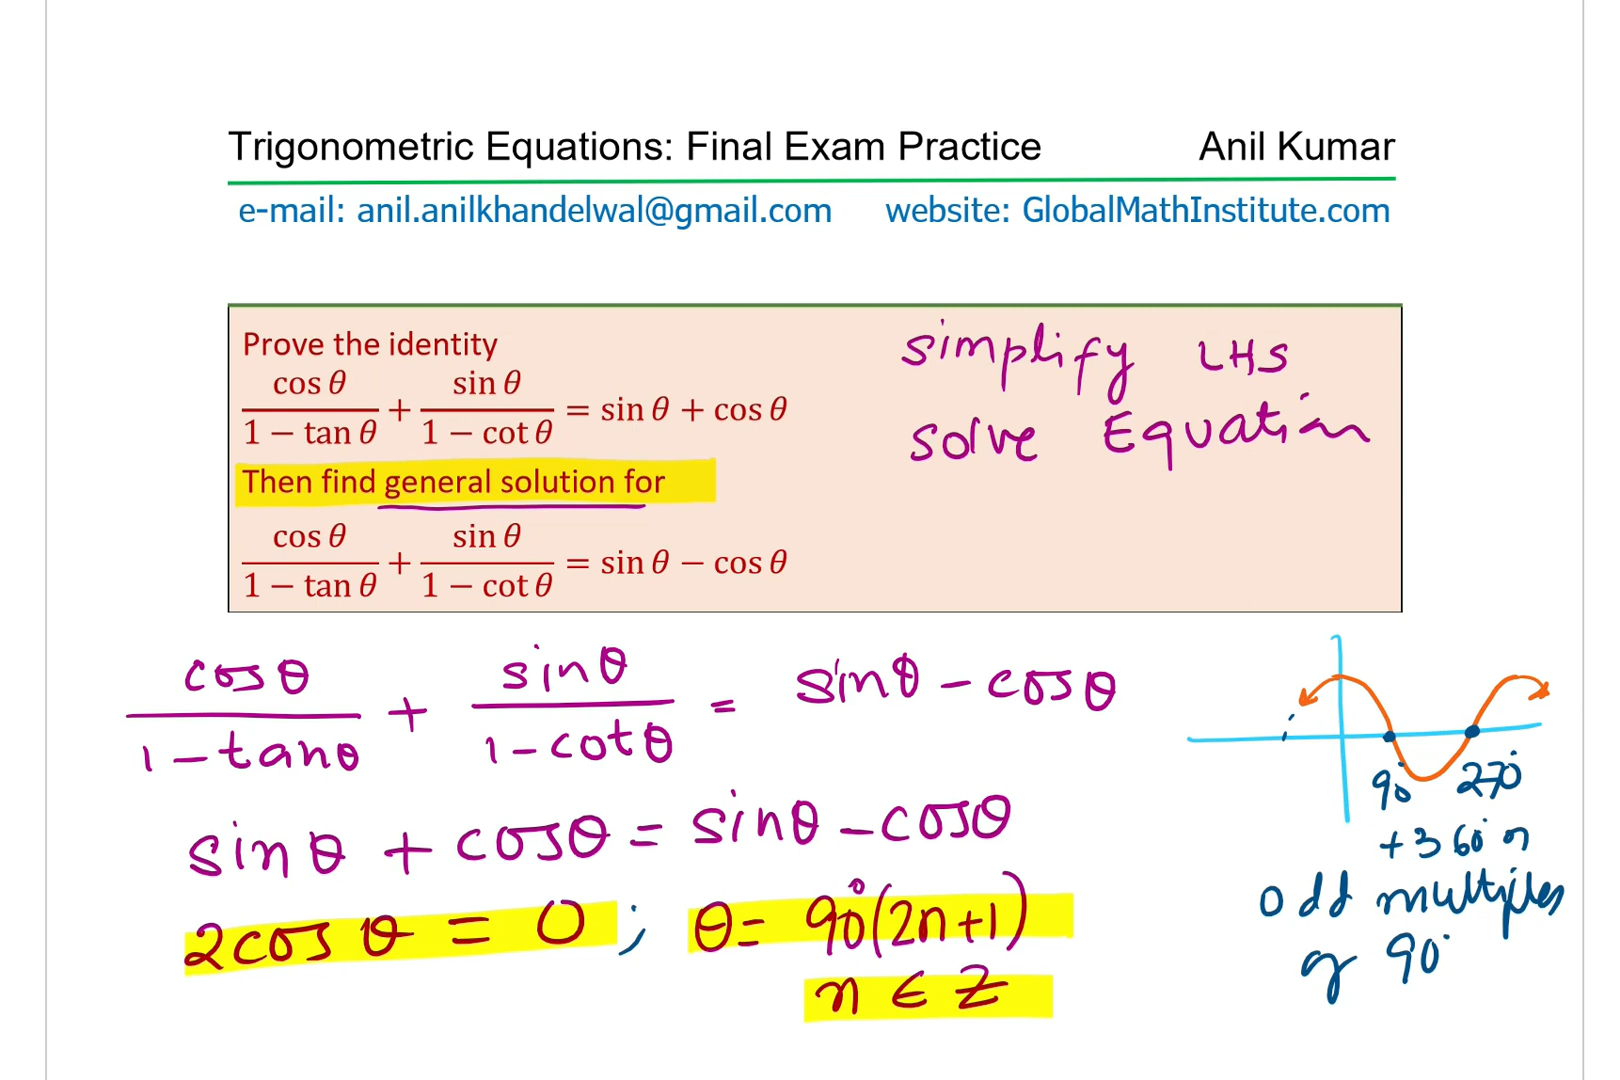 Trigonometric Equations: Final Exam Practice Anil Kumar
e-mail: anil.anilkhandelwal@gmail.com website: GlobalMathInstitute.com
Prove the identity
cos θ / (1 − tan θ) + sin θ / (1 − cot θ) = sin θ + cos θ
Then find general solution for
cos θ / (1 − tan θ) + sin θ / (1 − cot θ) = sin θ − cos θ
simplify LHS
solve Equation
cosθ / (1 − tanθ) + sinθ / (1 − cotθ) = sinθ − cosθ
sinθ + cosθ = sinθ − cosθ
2cosθ = 0 ; θ = 90°(2n+1)
n ∈ Z
90° 270°
+360° n
odd multiples
of 90°